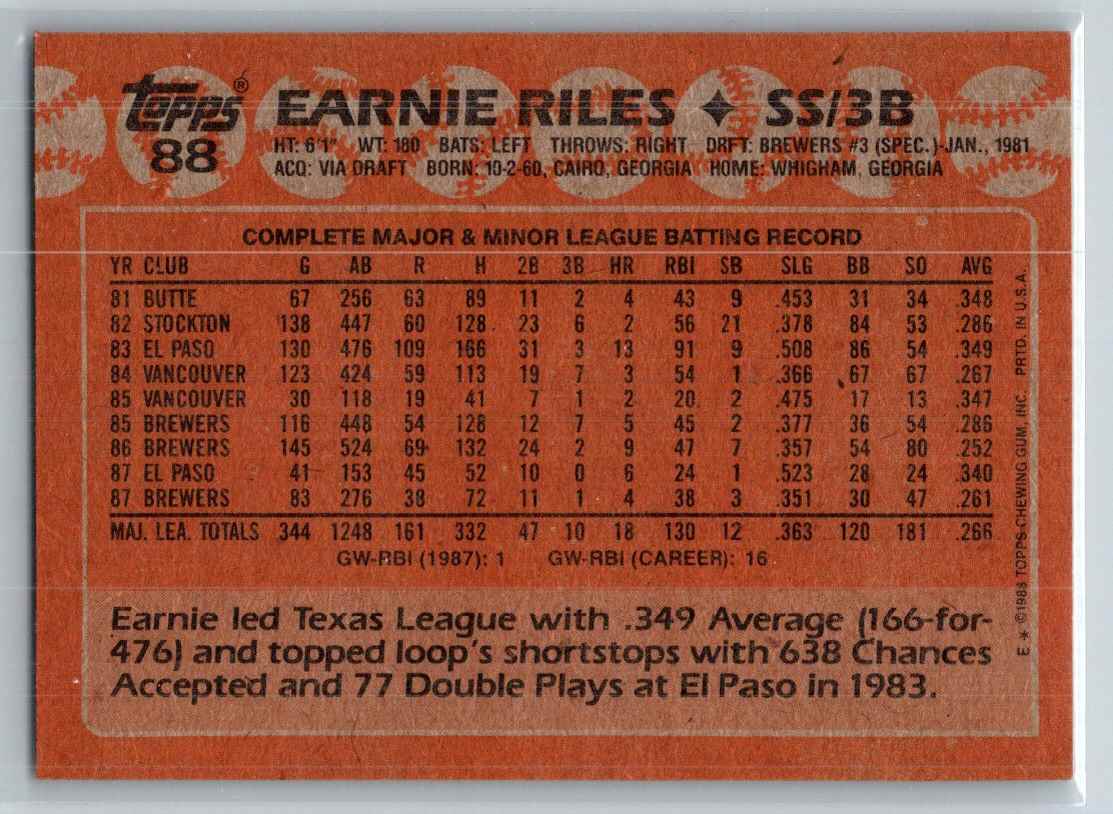 Topps®
88
EARNIE RILES ✦ SS/3B
HT: 6'1" WT: 180 BATS: LEFT THROWS: RIGHT DRFT: BREWERS #3 (SPEC.)-JAN., 1981
ACQ: VIA DRAFT BORN: 10-2-60, CAIRO, GEORGIA HOME: WHIGHAM, GEORGIA
COMPLETE MAJOR & MINOR LEAGUE BATTING RECORD
YR CLUB G AB R H 2B 3B HR RBI SB SLG BB SO AVG
81 BUTTE 67 256 63 89 11 2 4 43 9 .453 31 34 .348
82 STOCKTON 138 447 60 128 23 6 2 56 21 .378 84 53 .286
83 EL PASO 130 476 109 166 31 3 13 91 9 .508 86 54 .349
84 VANCOUVER 123 424 59 113 19 7 3 54 1 .366 67 67 .267
85 VANCOUVER 30 118 19 41 7 1 2 20 2 .475 17 13 .347
85 BREWERS 116 448 54 128 12 7 5 45 2 .377 36 54 .286
86 BREWERS 145 524 69 132 24 2 9 47 7 .357 54 80 .252
87 EL PASO 41 153 45 52 10 0 6 24 1 .523 28 24 .340
87 BREWERS 83 276 38 72 11 1 4 38 3 .351 30 47 .261
MAJ. LEA. TOTALS 344 1248 161 332 47 10 18 130 12 .363 120 181 .266
GW-RBI (1987): 1 GW-RBI (CAREER): 16
Earnie led Texas League with .349 Average (166-for-
476) and topped loop's shortstops with 638 Chances
Accepted and 77 Double Plays at El Paso in 1983.
E * ©1988 TOPPS CHEWING GUM, INC. PRTD. IN U.S.A.